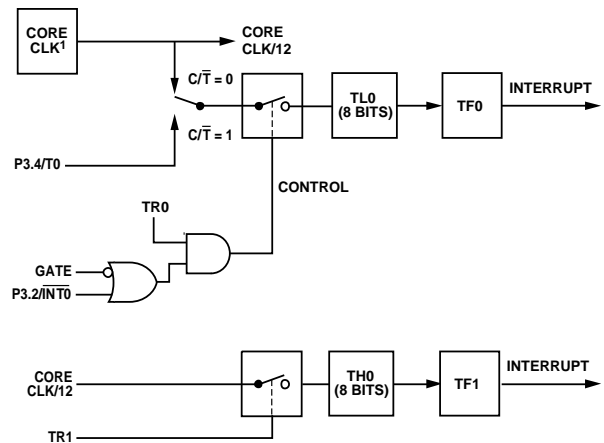 CORE
CLK1
CORE
CLK/12
C/T̅ = 0
C/T̅ = 1
P3.4/T0
TL0
(8 BITS)
TF0
INTERRUPT
CONTROL
TR0
GATE
P3.2/I̅N̅T̅0̅
CORE
CLK/12
TR1
TH0
(8 BITS)
TF1
INTERRUPT